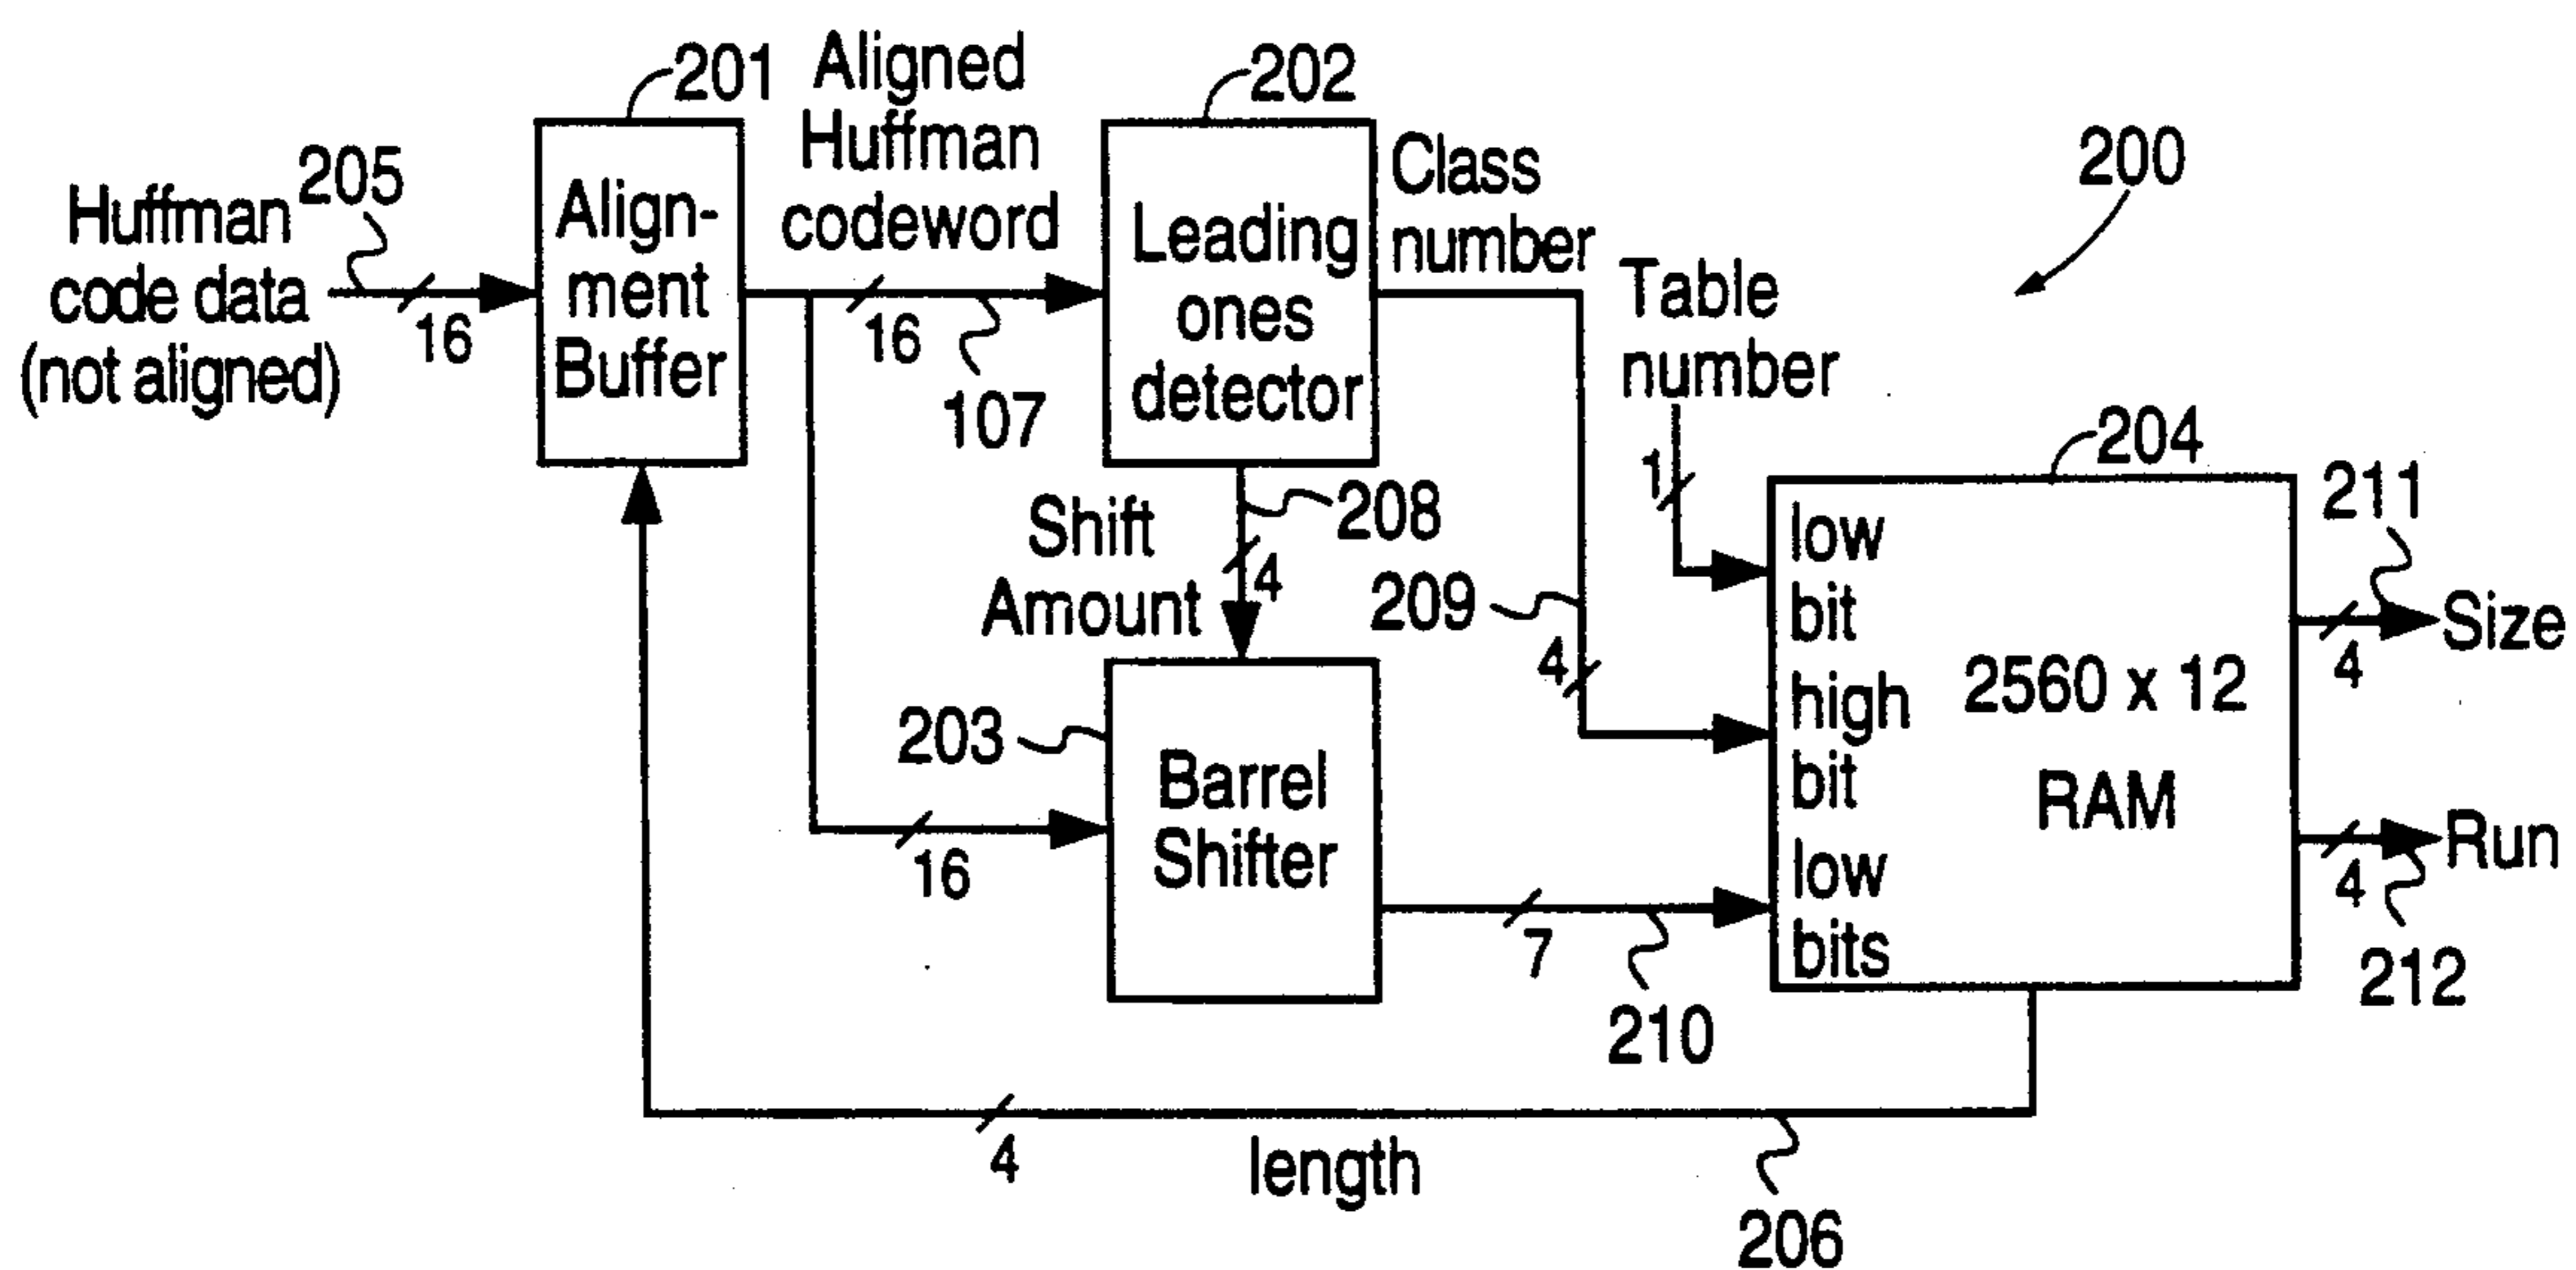 201
Aligned
Huffman
codeword
202
Class
number
200
Huffman
code data
(not aligned)
205
16
Align-
ment
Buffer
16
107
Leading
ones
detector
Table
number
1
204
211
208
Shift
Amount
4
209
4
low
bit
high
bit
low
bits
2560 x 12
RAM
4
Size
203
Barrel
Shifter
16
7
210
4
Run
212
4
length
206